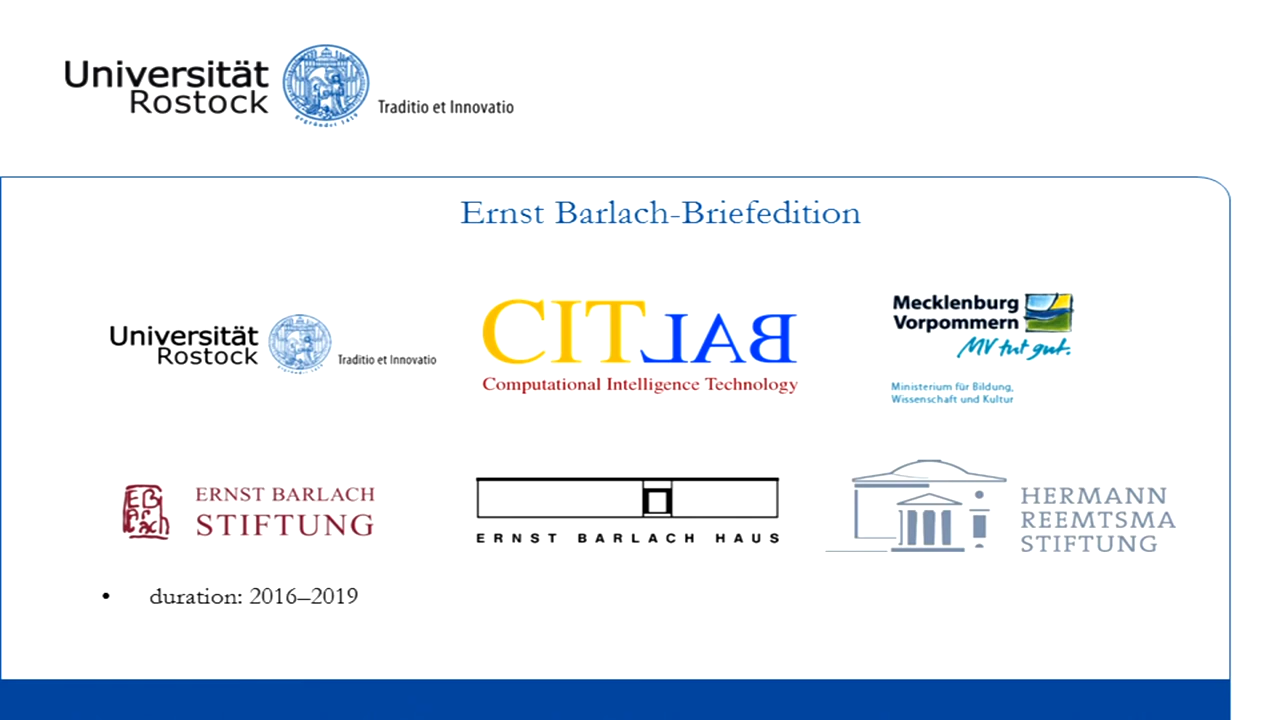 Universität
Rostock
Traditio et Innovatio
Ernst Barlach-Briefedition
Universität
Rostock
Traditio et Innovatio
CITLAB
Computational Intelligence Technology
Mecklenburg
Vorpommern
MV tut gut.
Ministerium für Bildung,
Wissenschaft und Kultur
ERNST BARLACH
STIFTUNG
ERNST BARLACH HAUS
HERMANN
REEMTSMA
STIFTUNG
• duration: 2016–2019